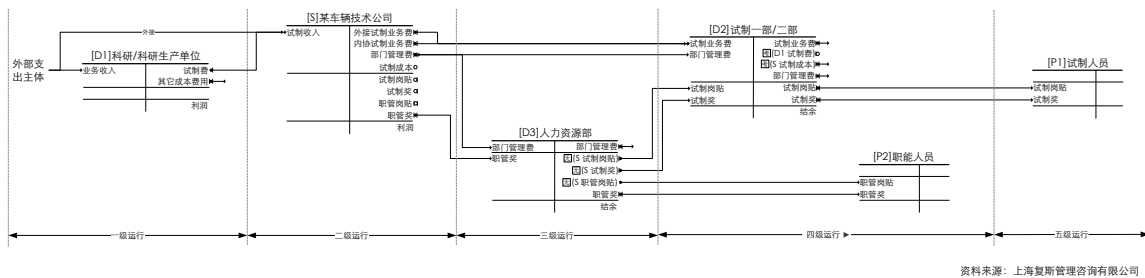 [S]某车辆技术公司
外接
试制收入
外接试制业务费
内协试制业务费
部门管理费
试制成本
试制岗贴
试制奖
职管岗贴
职管奖
利润
外部支
出主体
[D1]科研/科研生产单位
业务收入
试制费
其它成本费用
利润
[D2]试制一部/二部
试制业务费
试制业务费
(D1 试制费)
(S 试制成本)
部门管理费
试制岗贴
试制岗贴
试制奖
试制奖
结余
[P1]试制人员
试制岗贴
试制奖
[D3]人力资源部
部门管理费
部门管理费
职管奖
(S 试制岗贴)
(S 试制奖)
(S 职管岗贴)
职管奖
结余
[P2]职能人员
职管岗贴
职管奖
一级运行
二级运行
三级运行
四级运行
五级运行
资料来源：上海复斯管理咨询有限公司